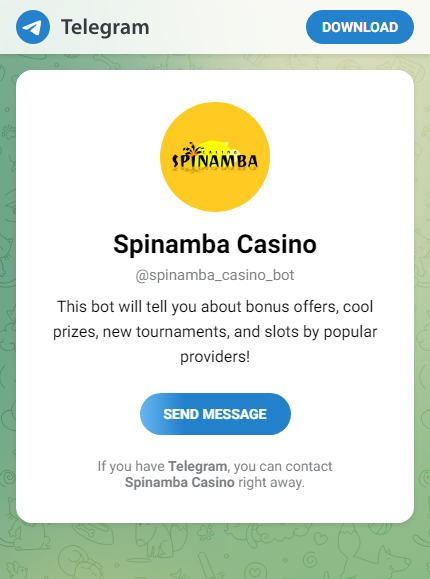 Telegram
DOWNLOAD
CASINO
SPINAMBA
Spinamba Casino
@spinamba_casino_bot
This bot will tell you about bonus offers, cool
prizes, new tournaments, and slots by popular
providers!
SEND MESSAGE
If you have Telegram, you can contact
Spinamba Casino right away.